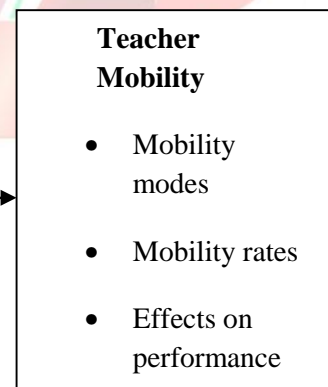 Teacher
Mobility
• Mobility
modes
• Mobility rates
• Effects on
performance